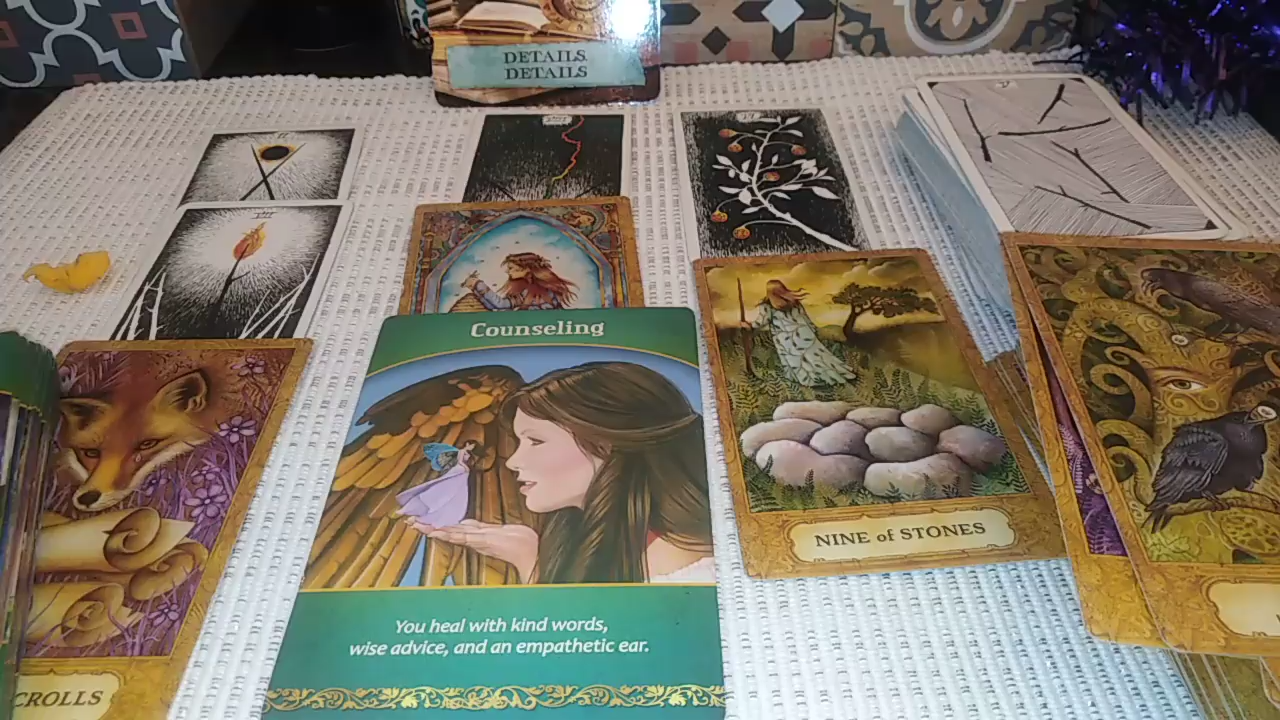 DETAILS,
DETAILS
Counseling
You heal with kind words,
wise advice, and an empathetic ear.
NINE of STONES
CROLLS